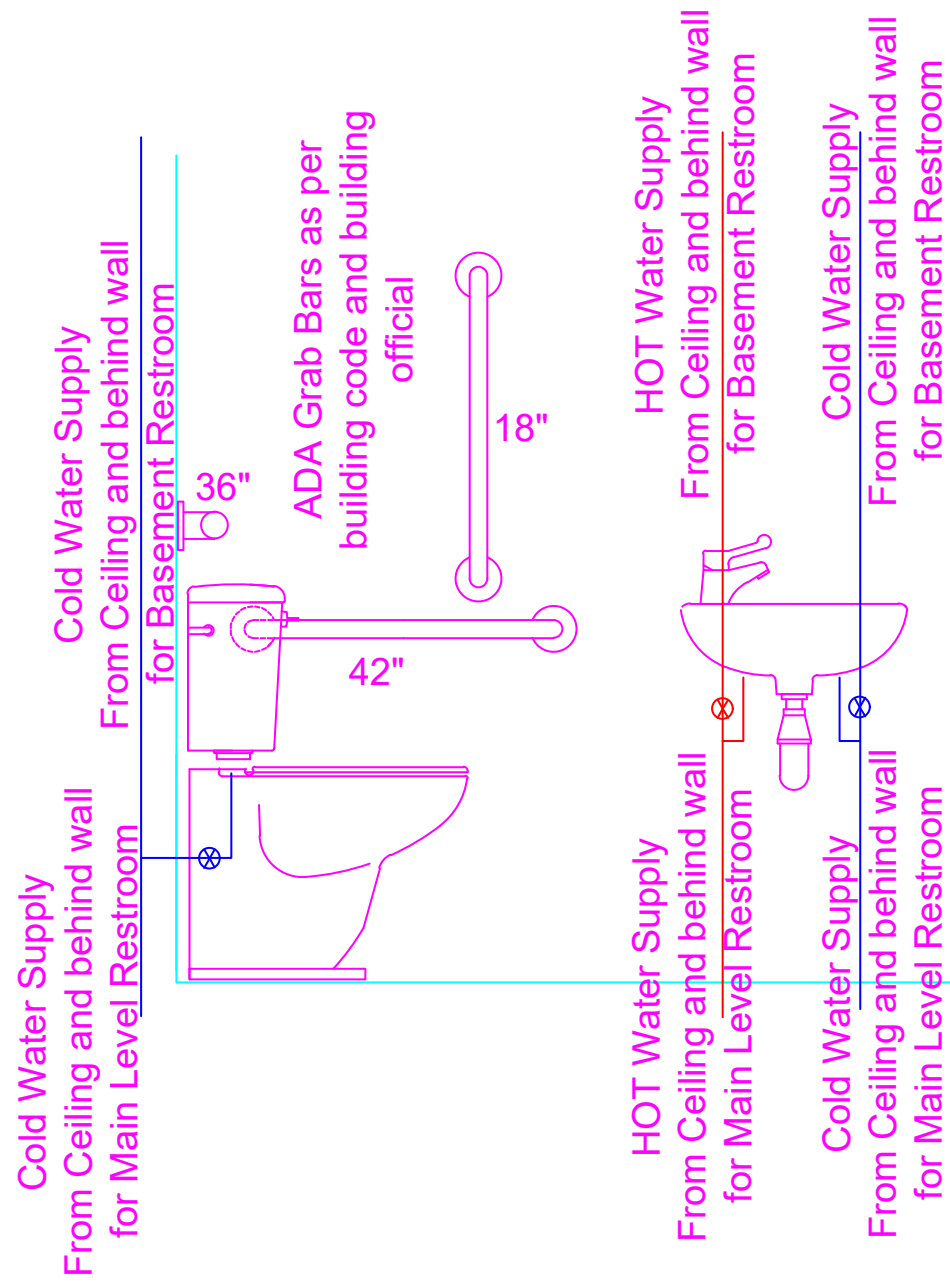 Cold Water Supply
From Ceiling and behind wall
for Basement Restroom
36"
ADA Grab Bars as per
building code and building
official
18"
42"
HOT Water Supply
From Ceiling and behind wall
for Basement Restroom
Cold Water Supply
From Ceiling and behind wall
for Basement Restroom
Cold Water Supply
From Ceiling and behind wall
for Main Level Restroom
HOT Water Supply
From Ceiling and behind wall
for Main Level Restroom
Cold Water Supply
From Ceiling and behind wall
for Main Level Restroom